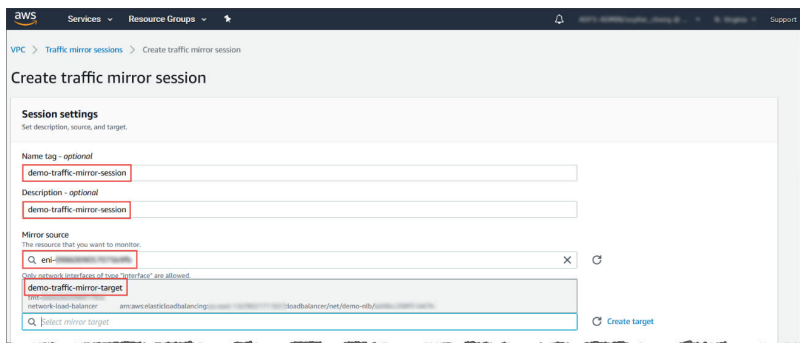 aws Services Resource Groups Support
VPC > Traffic mirror sessions > Create traffic mirror session
Create traffic mirror session
Session settings
Set description, source, and target.
Name tag - optional
demo-traffic-mirror-session
Description - optional
demo-traffic-mirror-session
Mirror source
The resource that you want to monitor.
eni-
Only network interfaces of type "interface" are allowed.
demo-traffic-mirror-target
tmt-
network-load-balancer arn:aws:elasticloadbalancing: :loadbalancer/net/demo-nlb/
Select mirror target Create target